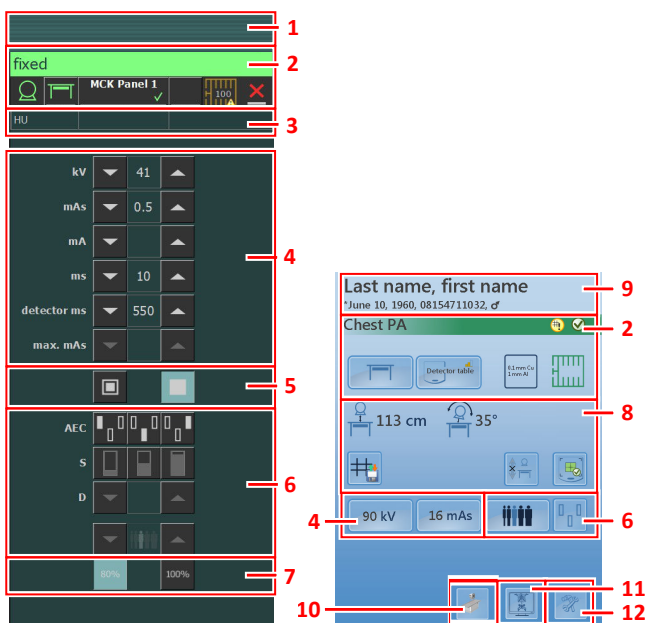 1
fixed
2
MCK Panel 1
100
HU
3
kV 41
mAs 0.5
mA
4
ms 10
detector ms 550
max. mAs
5
AEC
S
6
D
80% 100%
7
Last name, first name
9
*June 10, 1960, 08154711032, ♂
Chest PA
2
Detector table
0,1 mm Cu
1 mm Al
8
113 cm 35°
4
90 kV 16 mAs
6
10
11
12